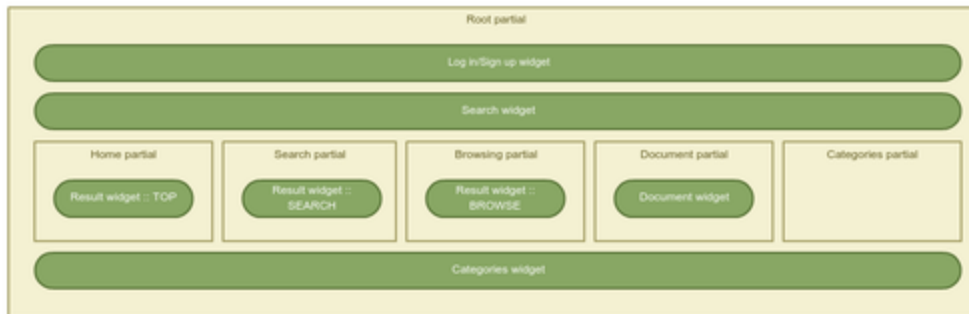 Root partial
Log in/Sign up widget
Search widget
Home partial
Search partial
Browsing partial
Document partial
Categories partial
Result widget :: TOP
Result widget ::
SEARCH
Result widget ::
BROWSE
Document widget
Categories widget